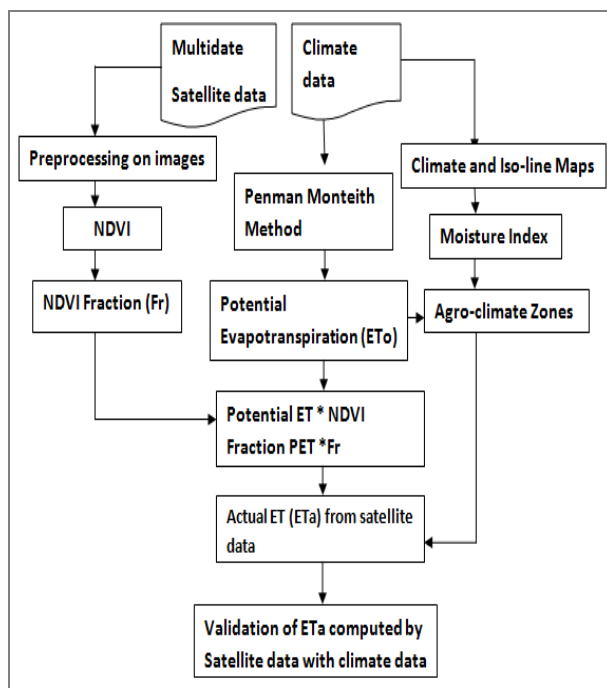 Multidate
Satellite data
Climate
data
Preprocessing on images
Climate and Iso-line Maps
Penman Monteith
Method
NDVI
Moisture Index
NDVI Fraction (Fr)
Potential
Evapotranspiration (ETo)
Agro-climate Zones
Potential ET * NDVI
Fraction PET *Fr
Actual ET (ETa) from satellite
data
Validation of ETa computed by
Satellite data with climate data